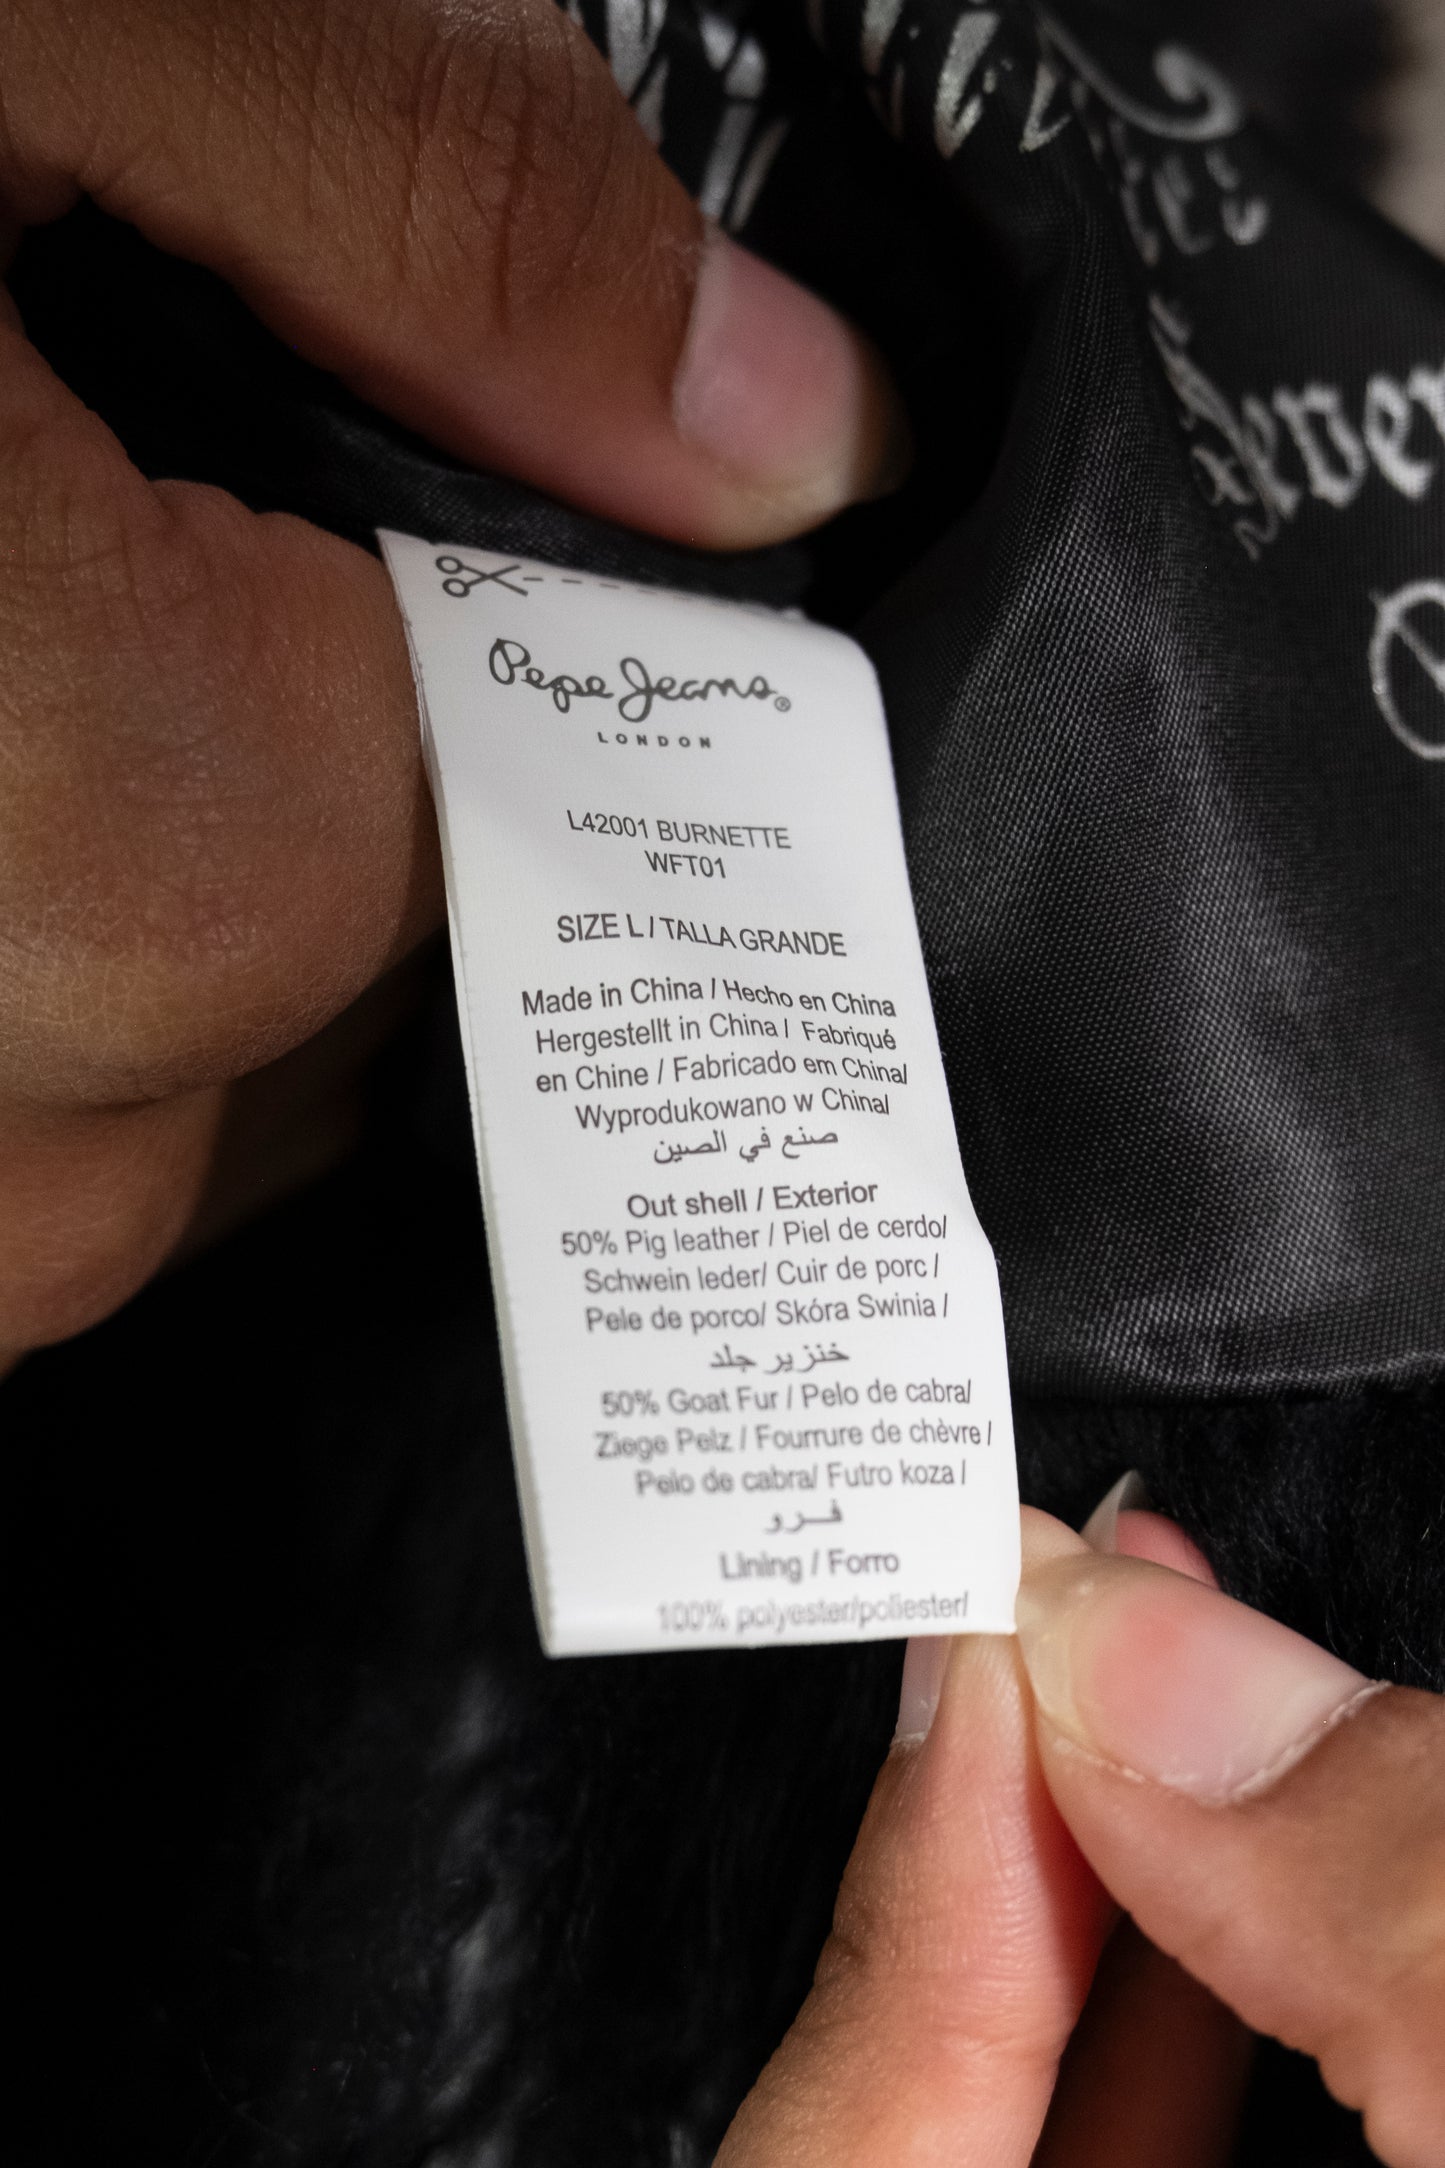 Pepe Jeans®
LONDON
L42001 BURNETTE
WFT01
SIZE L / TALLA GRANDE
Made in China / Hecho en China
Hergestellt in China / Fabriqué
en Chine / Fabricado em China/
Wyprodukowano w China/
صنع في الصين
Out shell / Exterior
50% Pig leather / Piel de cerdo/
Schwein leder/ Cuir de porc /
Pele de porco/ Skóra Swinia /
خنزير جلد
50% Goat Fur / Pelo de cabra/
Ziege Pelz / Fourrure de chèvre /
Pelo de cabra/ Futro koza /
فرو
Lining / Forro
100% polyester/poliester/